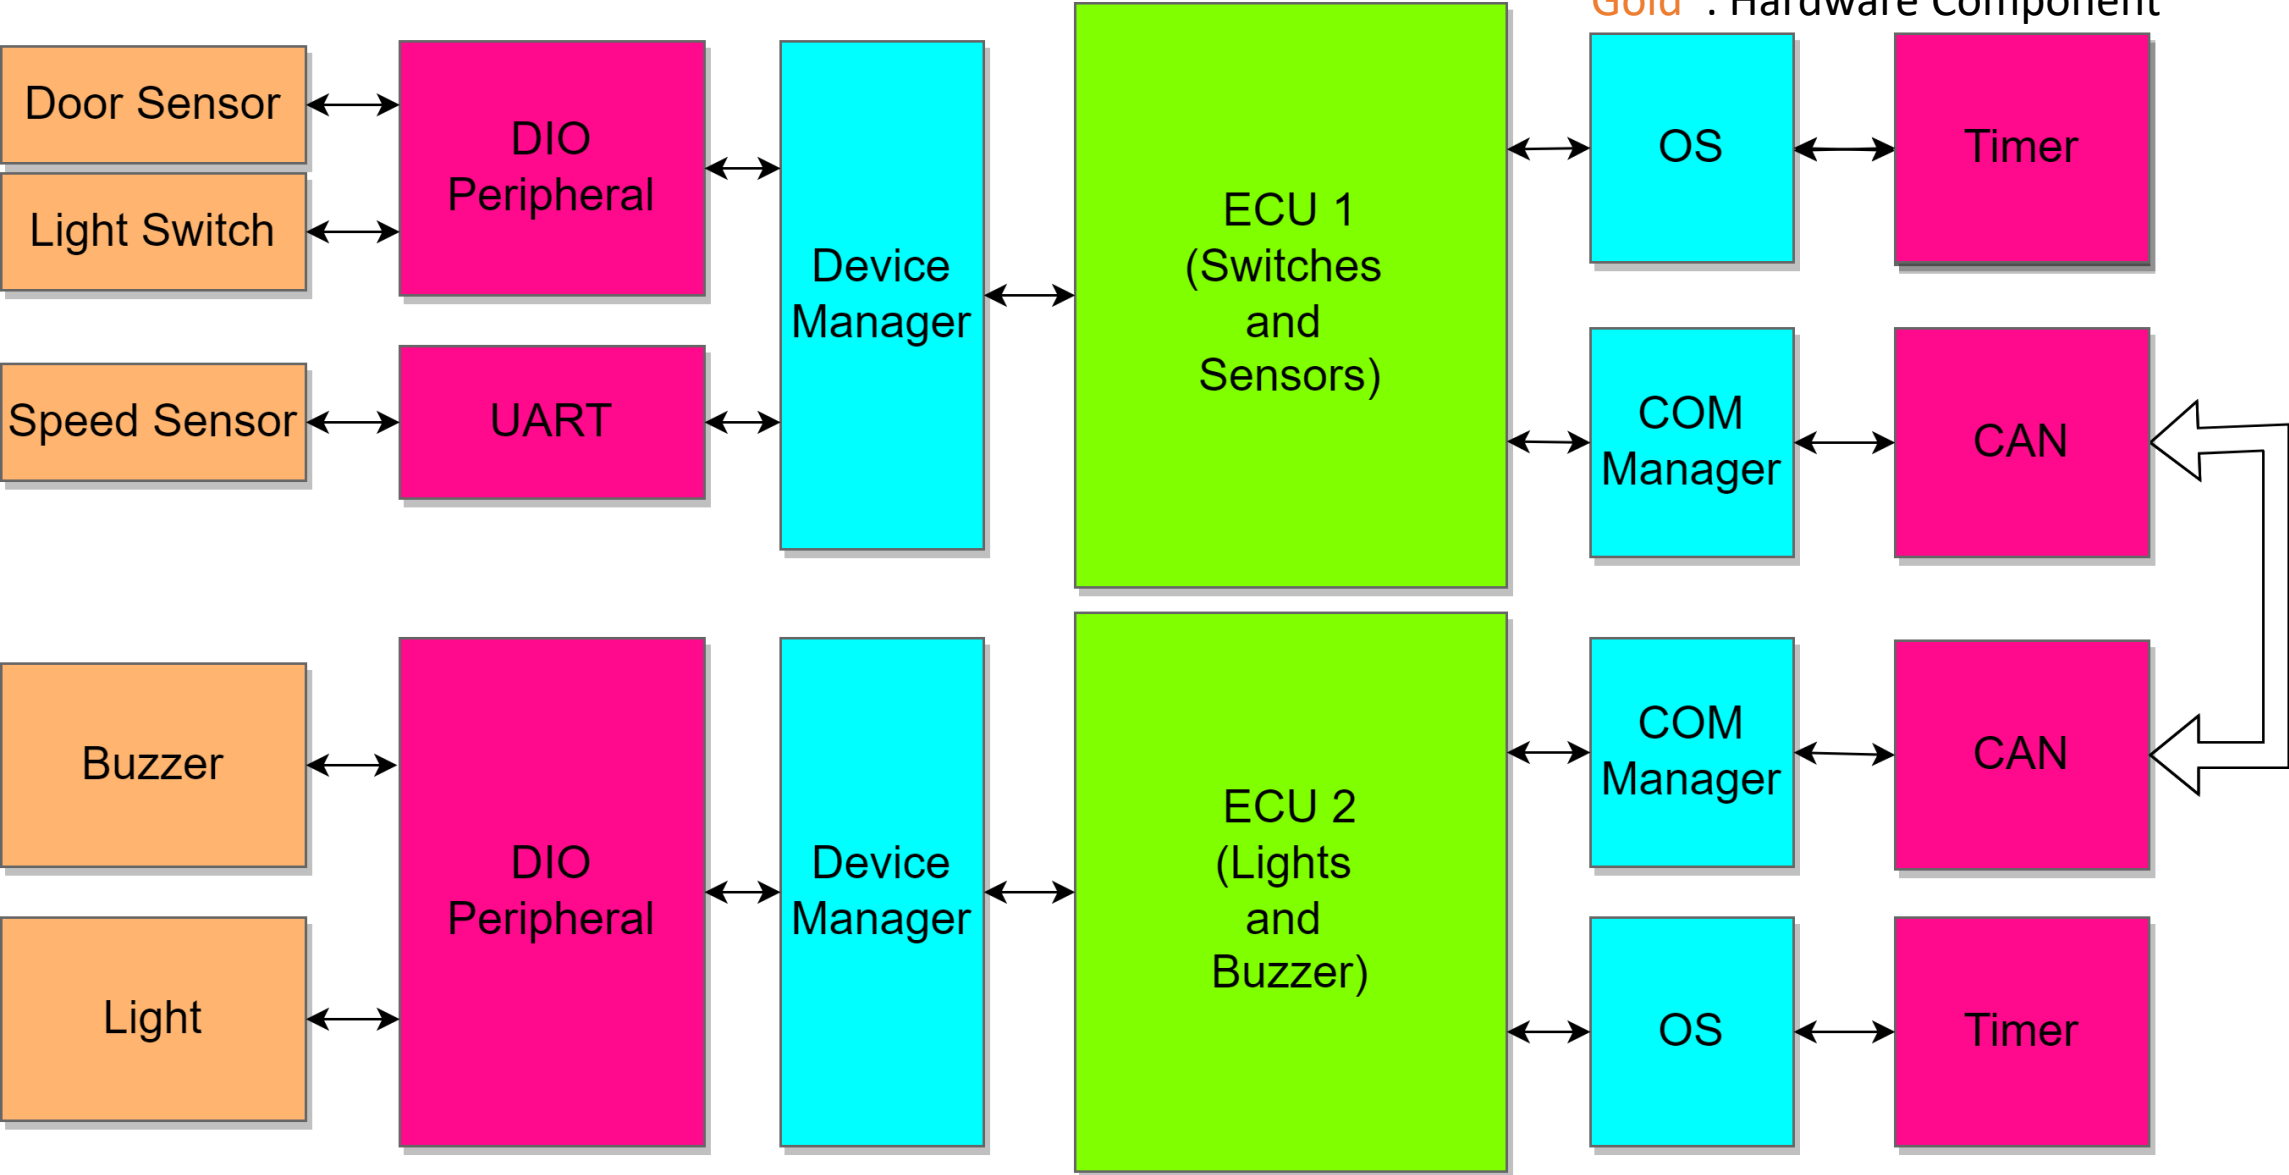 Gold : Hardware Component
Door Sensor
Light Switch
Speed Sensor
DIO
Peripheral
UART
Device
Manager
ECU 1
(Switches
and
Sensors)
OS
Timer
COM
Manager
CAN
Buzzer
Light
DIO
Peripheral
Device
Manager
ECU 2
(Lights
and
Buzzer)
COM
Manager
CAN
OS
Timer